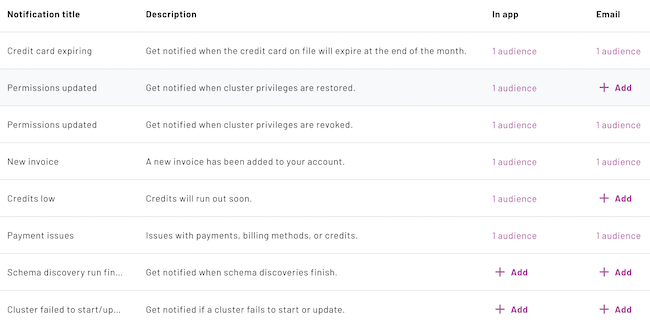 Notification title Description In app Email
Credit card expiring Get notified when the credit card on file will expire at the end of the month. 1 audience 1 audience
Permissions updated Get notified when cluster privileges are restored. 1 audience + Add
Permissions updated Get notified when cluster privileges are revoked. 1 audience 1 audience
New invoice A new invoice has been added to your account. 1 audience 1 audience
Credits low Credits will run out soon. 1 audience + Add
Payment issues Issues with payments, billing methods, or credits. 1 audience 1 audience
Schema discovery run fin... Get notified when schema discoveries finish. + Add + Add
Cluster failed to start/up... Get notified if a cluster fails to start or update. + Add + Add